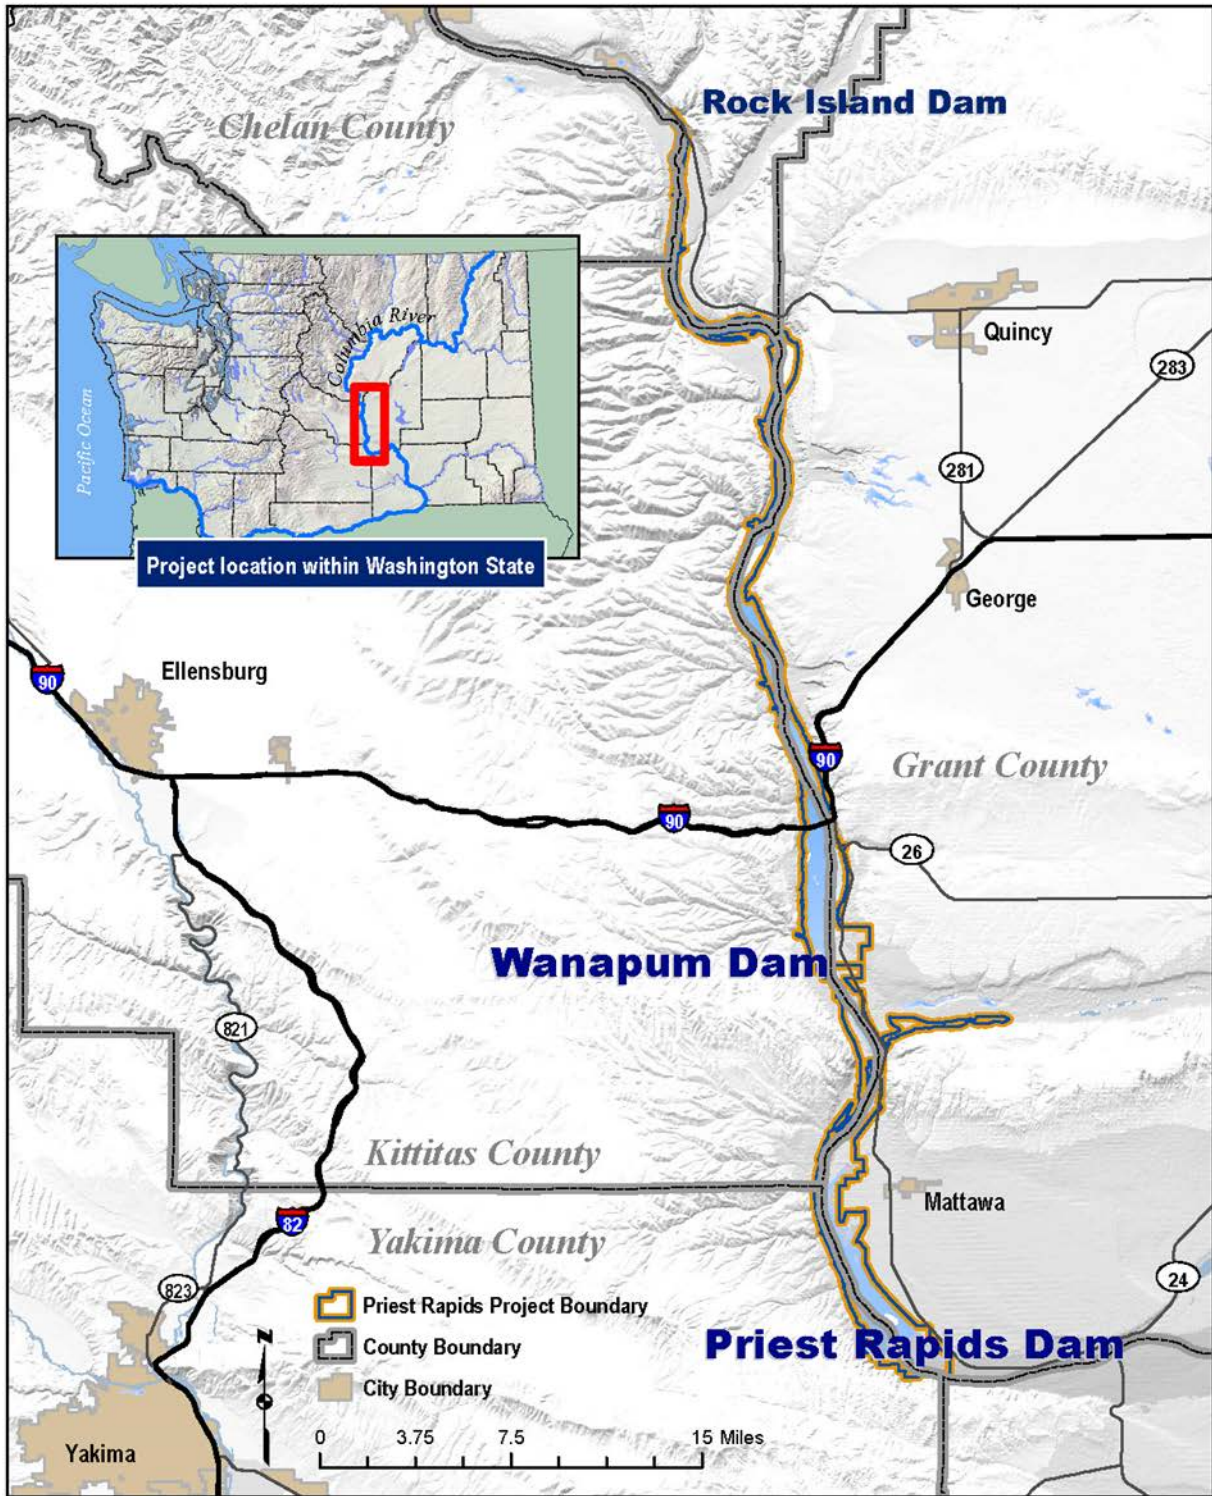 Rock Island Dam
Chelan County
Columbia River
Pacific Ocean
Project location within Washington State
Quincy
283
281
George
90
Ellensburg
90
Grant County
90
26
Wanapum Dam
821
Kittitas County
Mattawa
82
Yakima County
24
823
Priest Rapids Project Boundary
County Boundary
City Boundary
Priest Rapids Dam
N
0 3.75 7.5 15 Miles
Yakima